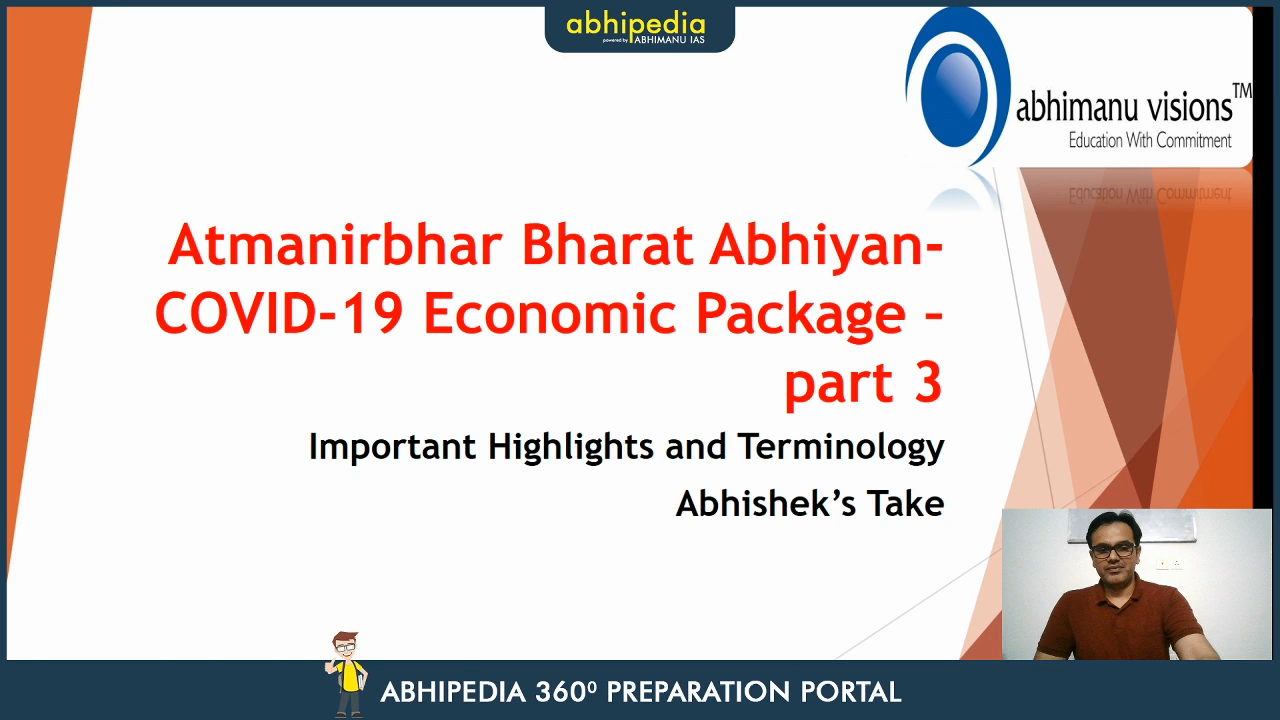 abhipedia
powered by ABHIMANU IAS
abhimanu visions™
Education With Commitment
Atmanirbhar Bharat Abhiyan-
COVID-19 Economic Package –
part 3
Important Highlights and Terminology
Abhishek’s Take
ABHIPEDIA 360⁰ PREPARATION PORTAL